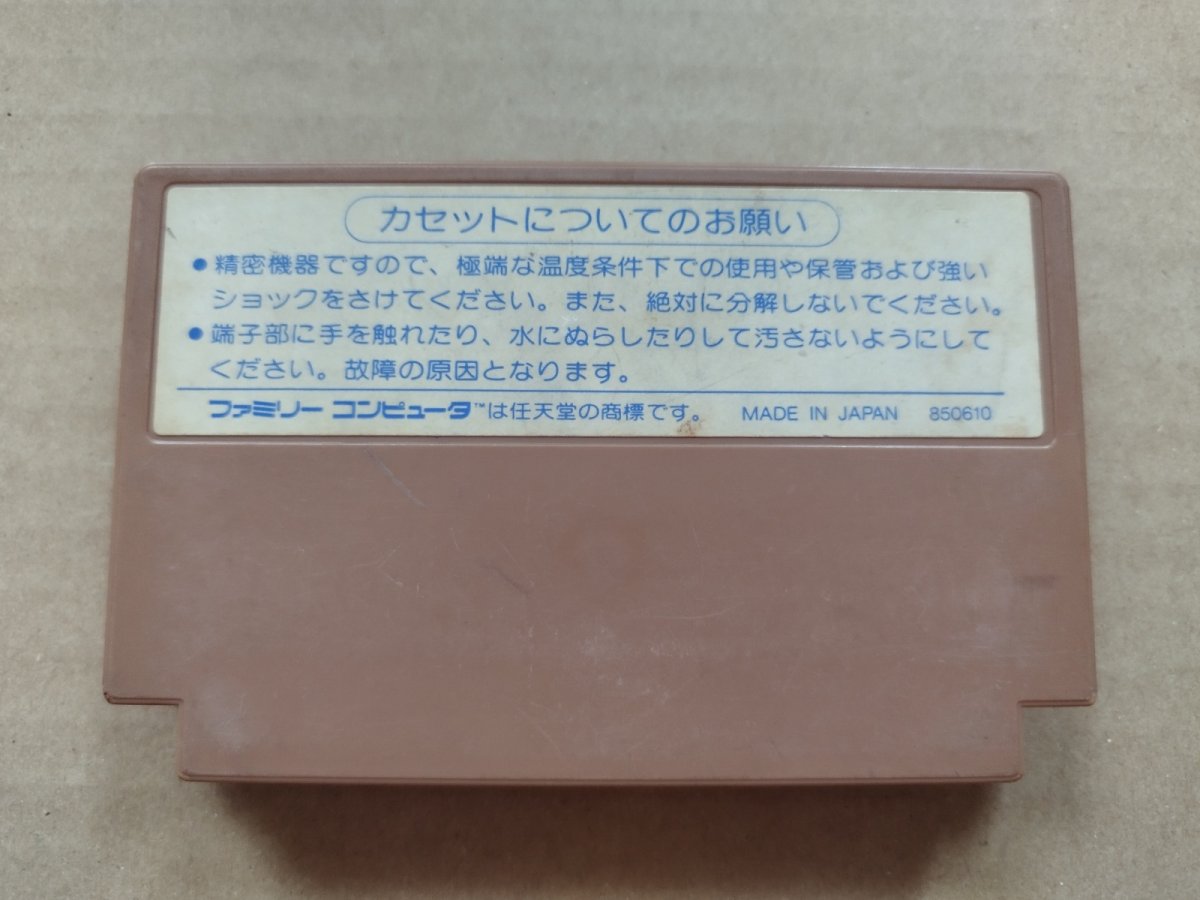 カセットについてのお願い
●精密機器ですので、極端な温度条件下での使用や保管および強い
ショックをさけてください。また、絶対に分解しないでください。
●端子部に手を触れたり、水にぬらしたりして汚さないようにして
ください。故障の原因となります。
ファミリー コンピュータ™は任天堂の商標です。 MADE IN JAPAN 850610